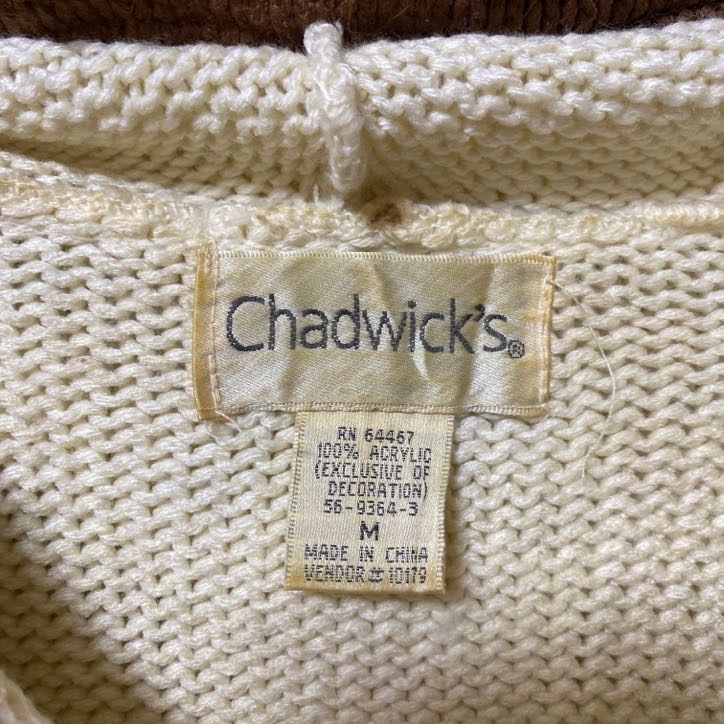 Chadwick's®
RN 64467
100% ACRYLIC
(EXCLUSIVE OF
DECORATION)
56-9364-3
M
MADE IN CHINA
VENDOR # 10179